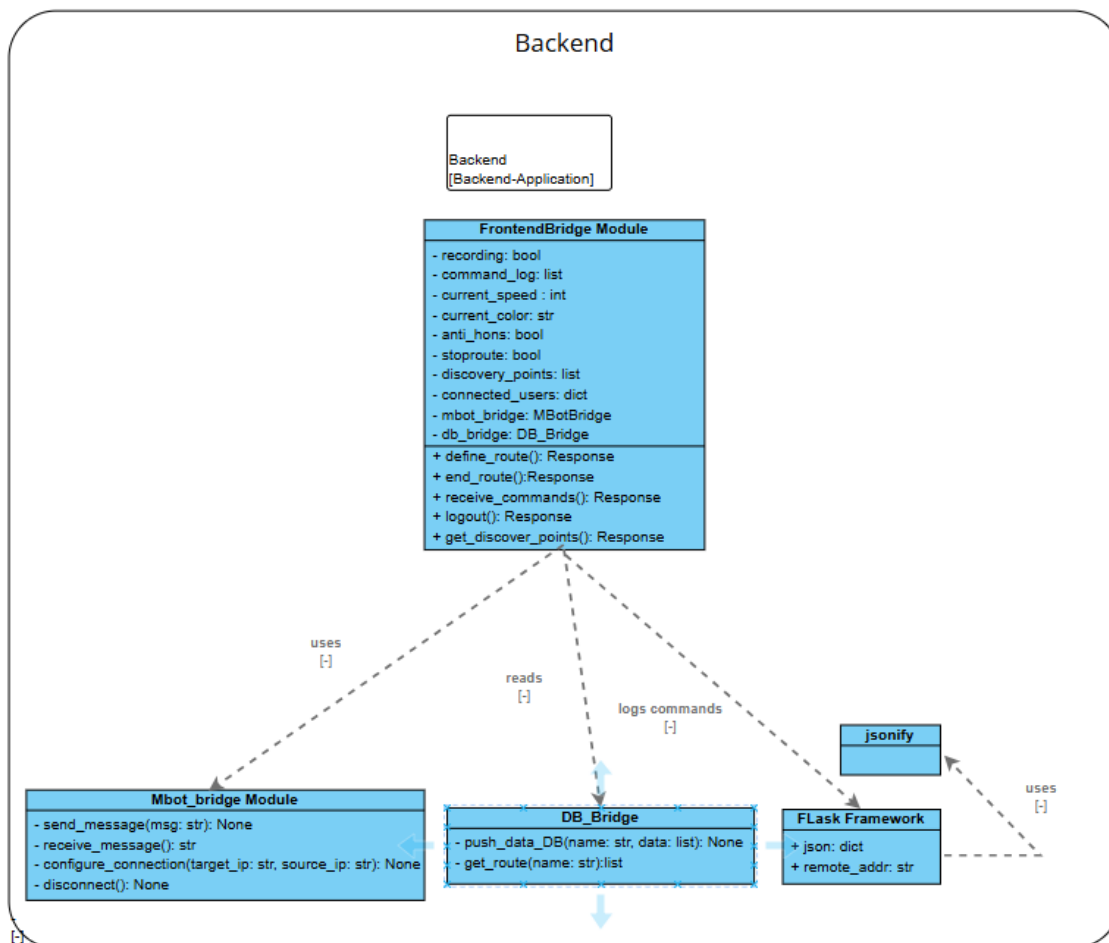 Backend
Backend
[Backend-Application]
FrontendBridge Module
- recording: bool
- command_log: list
- current_speed : int
- current_color: str
- anti_hons: bool
- stoproute: bool
- discovery_points: list
- connected_users: dict
- mbot_bridge: MBotBridge
- db_bridge: DB_Bridge
+ define_route(): Response
+ end_route():Response
+ receive_commands(): Response
+ logout(): Response
+ get_discover_points(): Response
uses
[-]
reads
[-]
logs commands
[-]
jsonify
uses
[-]
Mbot_bridge Module
- send_message(msg: str): None
- receive_message(): str
- configure_connection(target_ip: str, source_ip: str): None
- disconnect(): None
DB_Bridge
- push_data_DB(name: str, data: list): None
- get_route(name: str):list
FLask Framework
+ json: dict
+ remote_addr: str
-
[-]